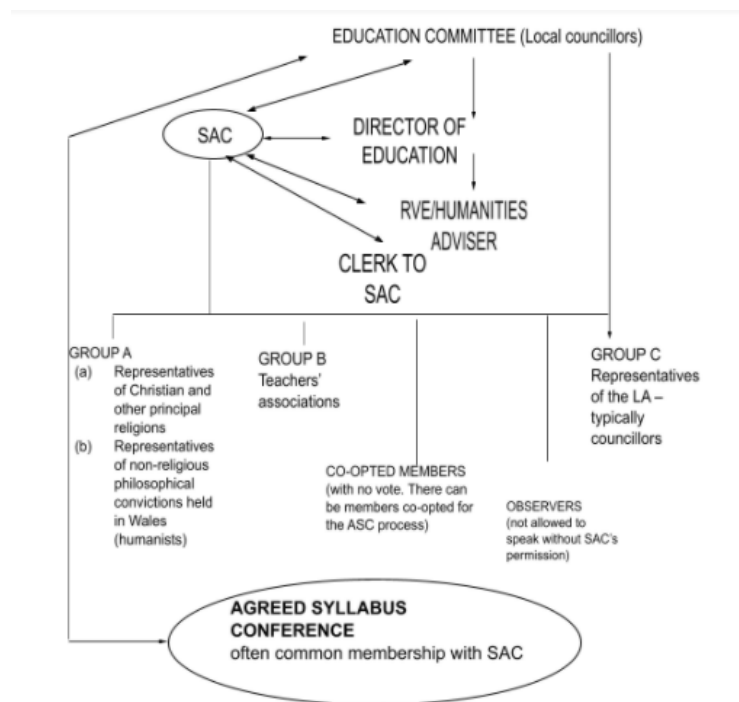 EDUCATION COMMITTEE (Local councillors)
SAC
DIRECTOR OF
EDUCATION
RVE/HUMANITIES
ADVISER
CLERK TO
SAC
GROUP A
(a) Representatives
of Christian and
other principal
religions
(b) Representatives
of non-religious
philosophical
convictions held
in Wales
(humanists)
GROUP B
Teachers'
associations
CO-OPTED MEMBERS
(with no vote. There can
be members co-opted for
the ASC process)
OBSERVERS
(not allowed to
speak without SAC's
permission)
GROUP C
Representatives
of the LA –
typically
councillors
AGREED SYLLABUS
CONFERENCE
often common membership with SAC